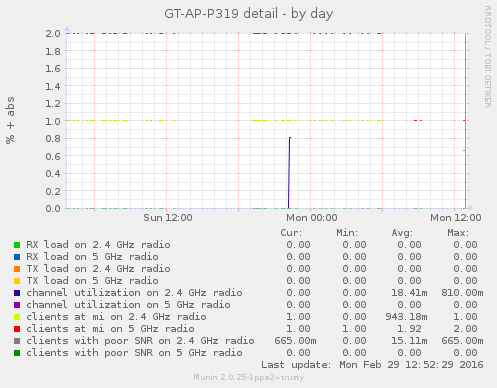 GT-AP-P319 detail - by day
RRDTOOL / TOBI OETIKER
% + abs
2.0
1.8
1.6
1.4
1.2
1.0
0.8
0.6
0.4
0.2
0.0
Sun 12:00 Mon 00:00 Mon 12:00
Cur: Min: Avg: Max:
RX load on 2.4 GHz radio 0.00 0.00 0.00 0.00
RX load on 5 GHz radio 0.00 0.00 0.00 0.00
TX load on 2.4 GHz radio 0.00 0.00 0.00 0.00
TX load on 5 GHz radio 0.00 0.00 0.00 0.00
channel utilization on 2.4 GHz radio 0.00 0.00 18.41m 810.00m
channel utilization on 5 GHz radio 0.00 0.00 0.00 0.00
clients at mi on 2.4 GHz radio 1.00 0.00 943.18m 1.00
clients at mi on 5 GHz radio 1.00 1.00 1.92 2.00
clients with poor SNR on 2.4 GHz radio 665.00m 0.00 15.11m 665.00m
clients with poor SNR on 5 GHz radio 0.00 0.00 0.00 0.00
Last update: Mon Feb 29 12:52:29 2016
Munin 2.0.25-1ppa2~trusty